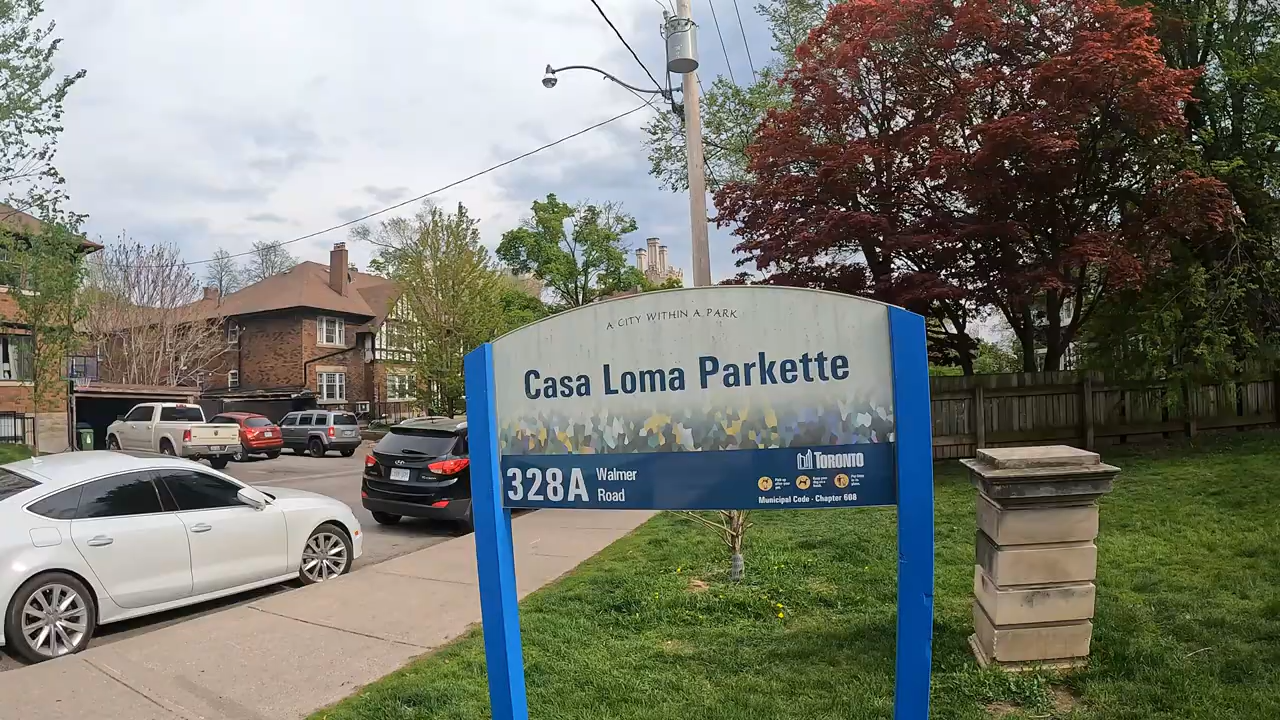 A CITY WITHIN A PARK
Casa Loma Parkette
328A Walmer Road
TORONTO
Municipal Code - Chapter 608